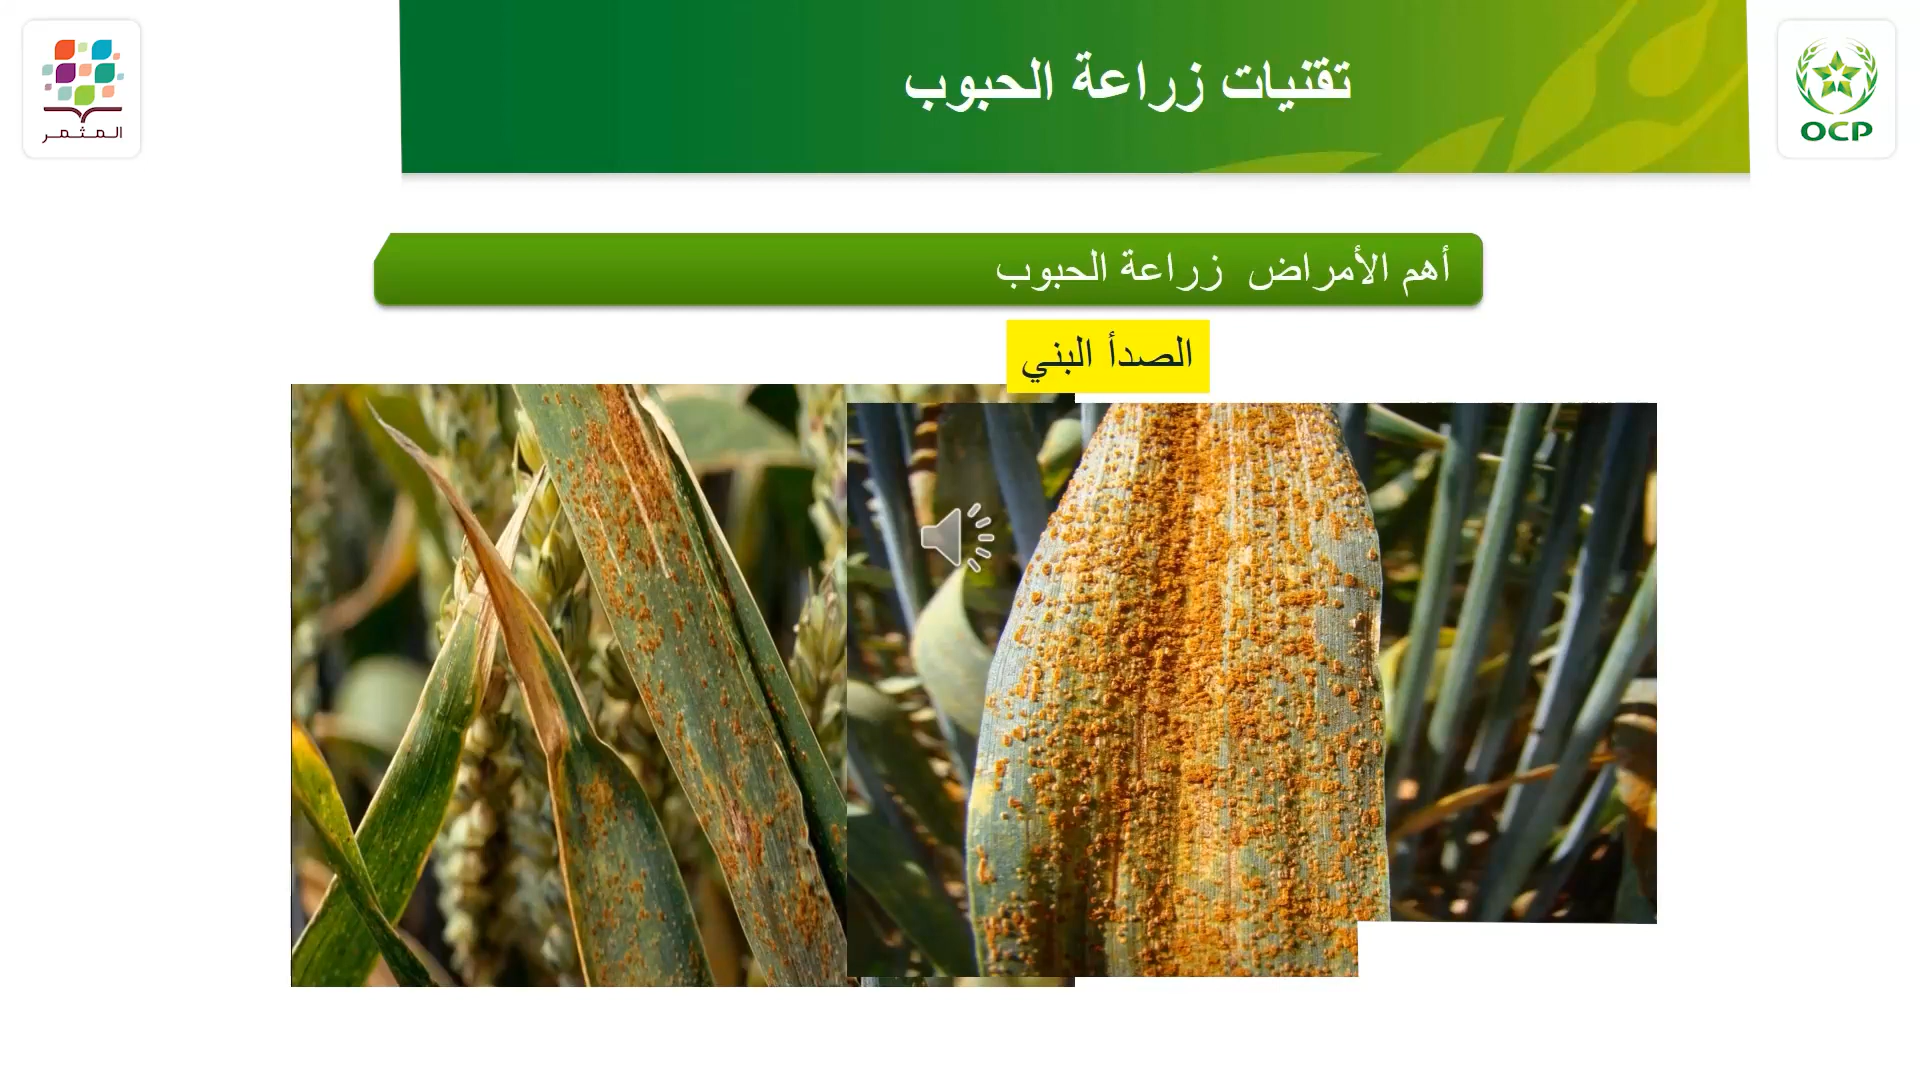 تقنيات زراعة الحبوب
المثمر
OCP
أهم الأمراض زراعة الحبوب
الصدأ البني